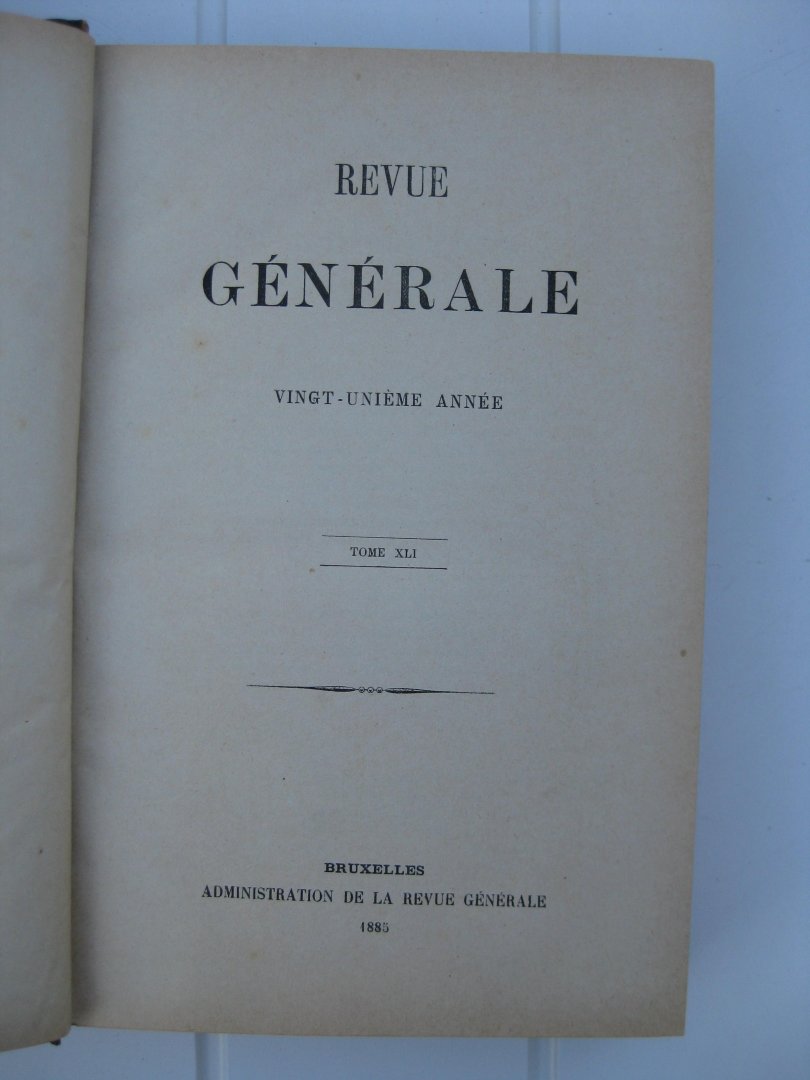 REVUE
GÉNÉRALE
VINGT-UNIÈME ANNÉE
TOME XLI
BRUXELLES
ADMINISTRATION DE LA REVUE GÉNÉRALE
1885